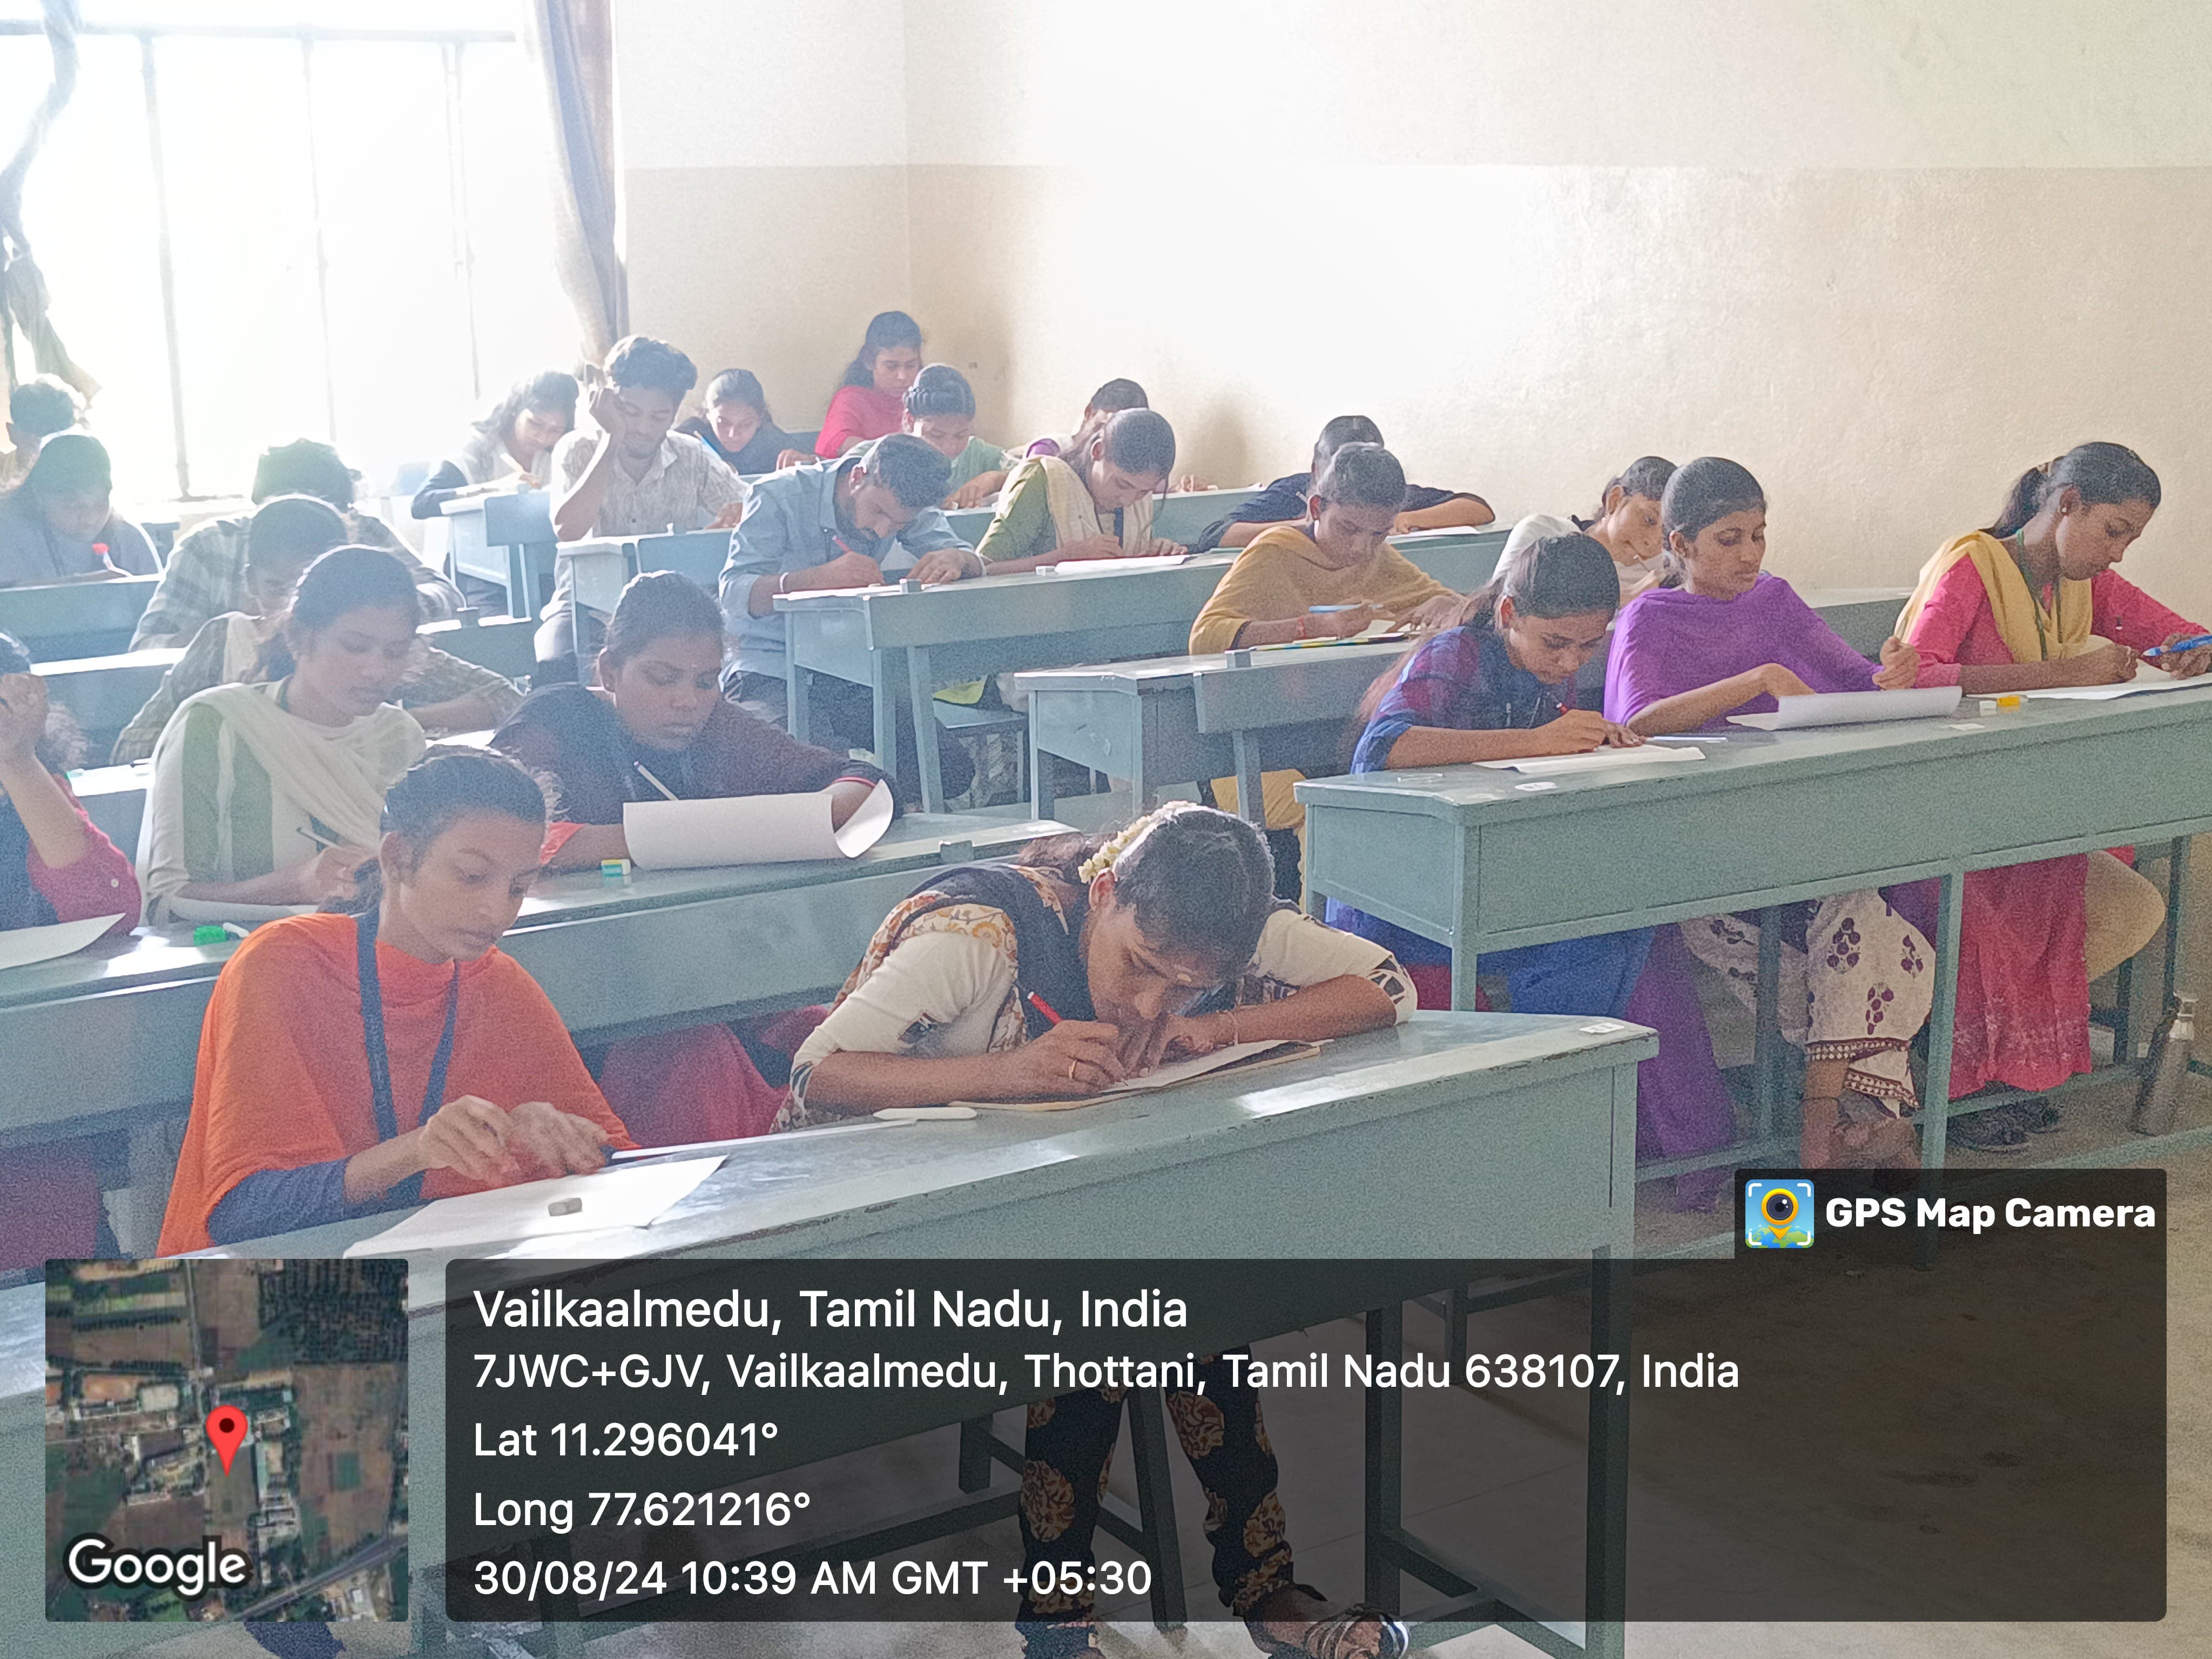 GPS Map Camera
Vailkaalmedu, Tamil Nadu, India
7JWC+GJV, Vailkaalmedu, Thottani, Tamil Nadu 638107, India
Lat 11.296041°
Long 77.621216°
30/08/24 10:39 AM GMT +05:30
Google